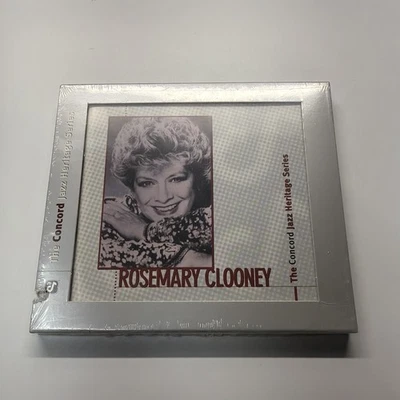 The Concord Jazz Heritage Series
ROSEMARY CLOONEY
The Concord Jazz Heritage Series